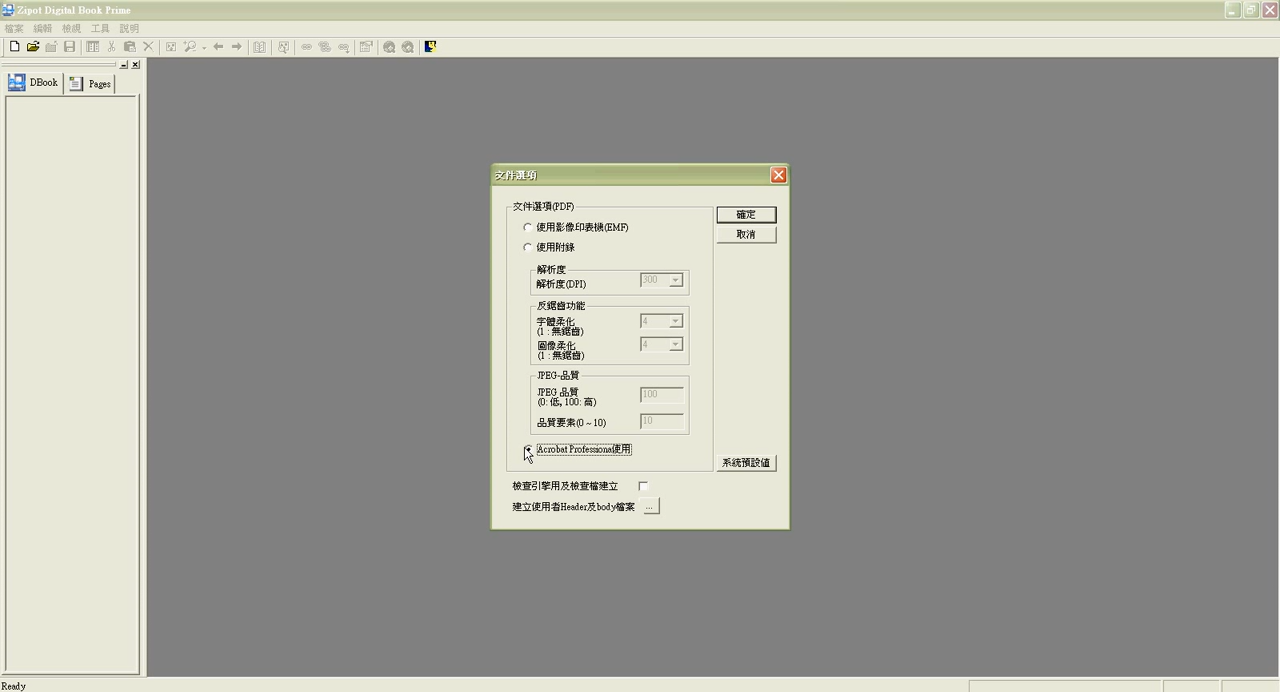 Zipot Digital Book Prime
檔案 編輯 檢視 工具 說明
DBook Pages
文件選項
文件選項(PDF)
使用影像印表機(EMF)
使用附錄
解析度
解析度(DPI) 300
反鋸齒功能
字體柔化 4
(1 : 無鋸齒)
圖像柔化 4
(1 : 無鋸齒)
JPEG-品質
JPEG 品質 100
(0: 低, 100: 高)
品質要素(0 ~ 10) 10
Acrobat Professional使用
確定
取消
系統預設值
檢查引擎用及檢查檔建立
建立使用者Header及body檔案 ...
Ready